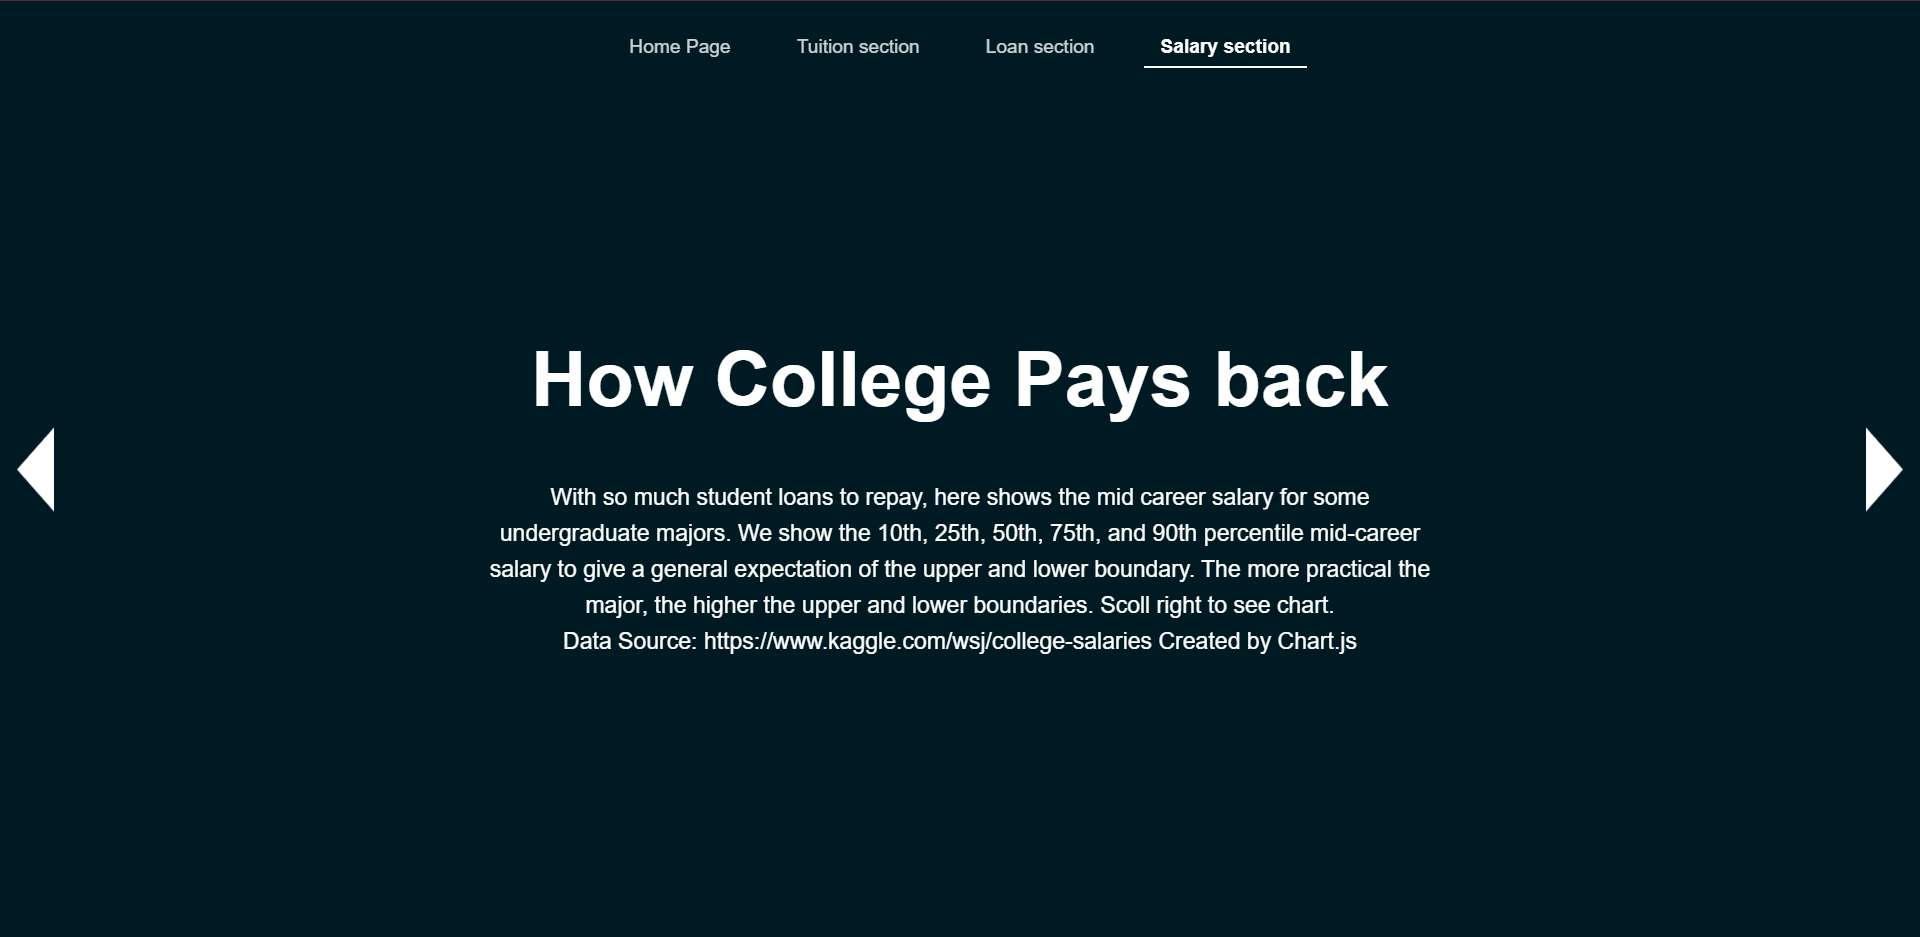 Home Page Tuition section Loan section Salary section
How College Pays back
With so much student loans to repay, here shows the mid career salary for some
undergraduate majors. We show the 10th, 25th, 50th, 75th, and 90th percentile mid-career
salary to give a general expectation of the upper and lower boundary. The more practical the
major, the higher the upper and lower boundaries. Scoll right to see chart.
Data Source: https://www.kaggle.com/wsj/college-salaries Created by Chart.js